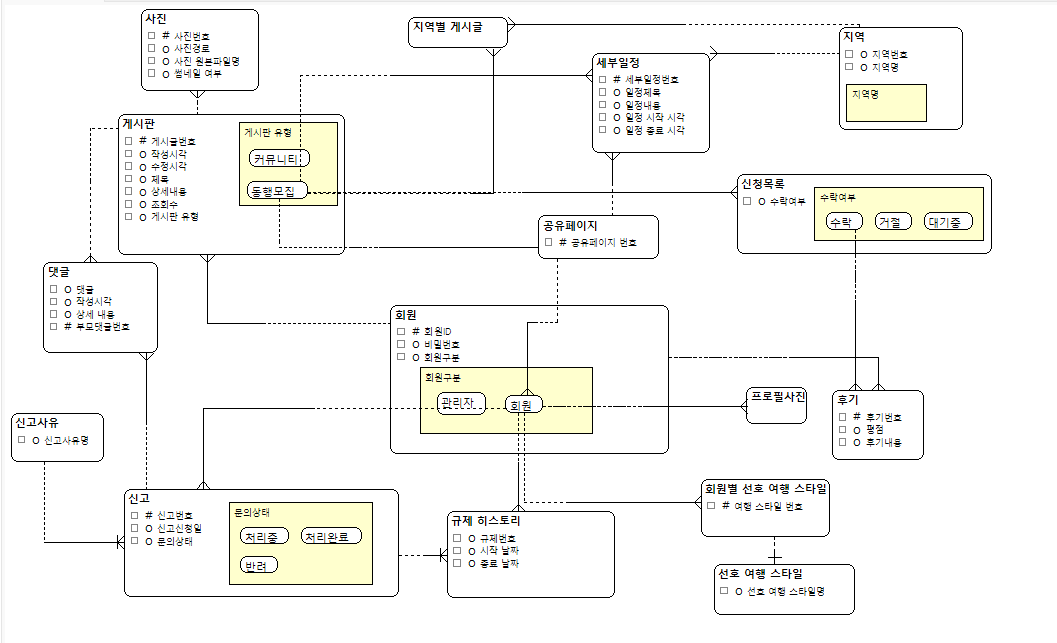 사진
# 사진번호
O 사진경로
O 사진 원본파일명
O 썸네일 여부
지역별 게시글
지역
O 지역번호
O 지역명
지역명
세부일정
# 세부일정번호
O 일정제목
O 일정내용
O 일정 시작 시각
O 일정 종료 시각
게시판
# 게시글번호
O 작성시각
O 수정시각
O 제목
O 상세내용
O 조회수
O 게시판 유형
게시판 유형
커뮤니티
동행모집
신청목록
O 수락여부
수락여부
수락
거절
대기중
공유페이지
# 공유페이지 번호
댓글
O 댓글
O 작성시각
O 상세 내용
# 부모댓글번호
회원
# 회원ID
O 비밀번호
O 회원구분
회원구분
관리자
회원
프로필사진
후기
# 후기번호
O 평점
O 후기내용
신고사유
O 신고사유명
신고
# 신고번호
O 신고신청일
O 문의상태
문의상태
처리중
처리완료
반려
규제 히스토리
O 규제번호
O 시작 날짜
O 종료 날짜
회원별 선호 여행 스타일
# 여행 스타일 번호
선호 여행 스타일
O 선호 여행 스타일명